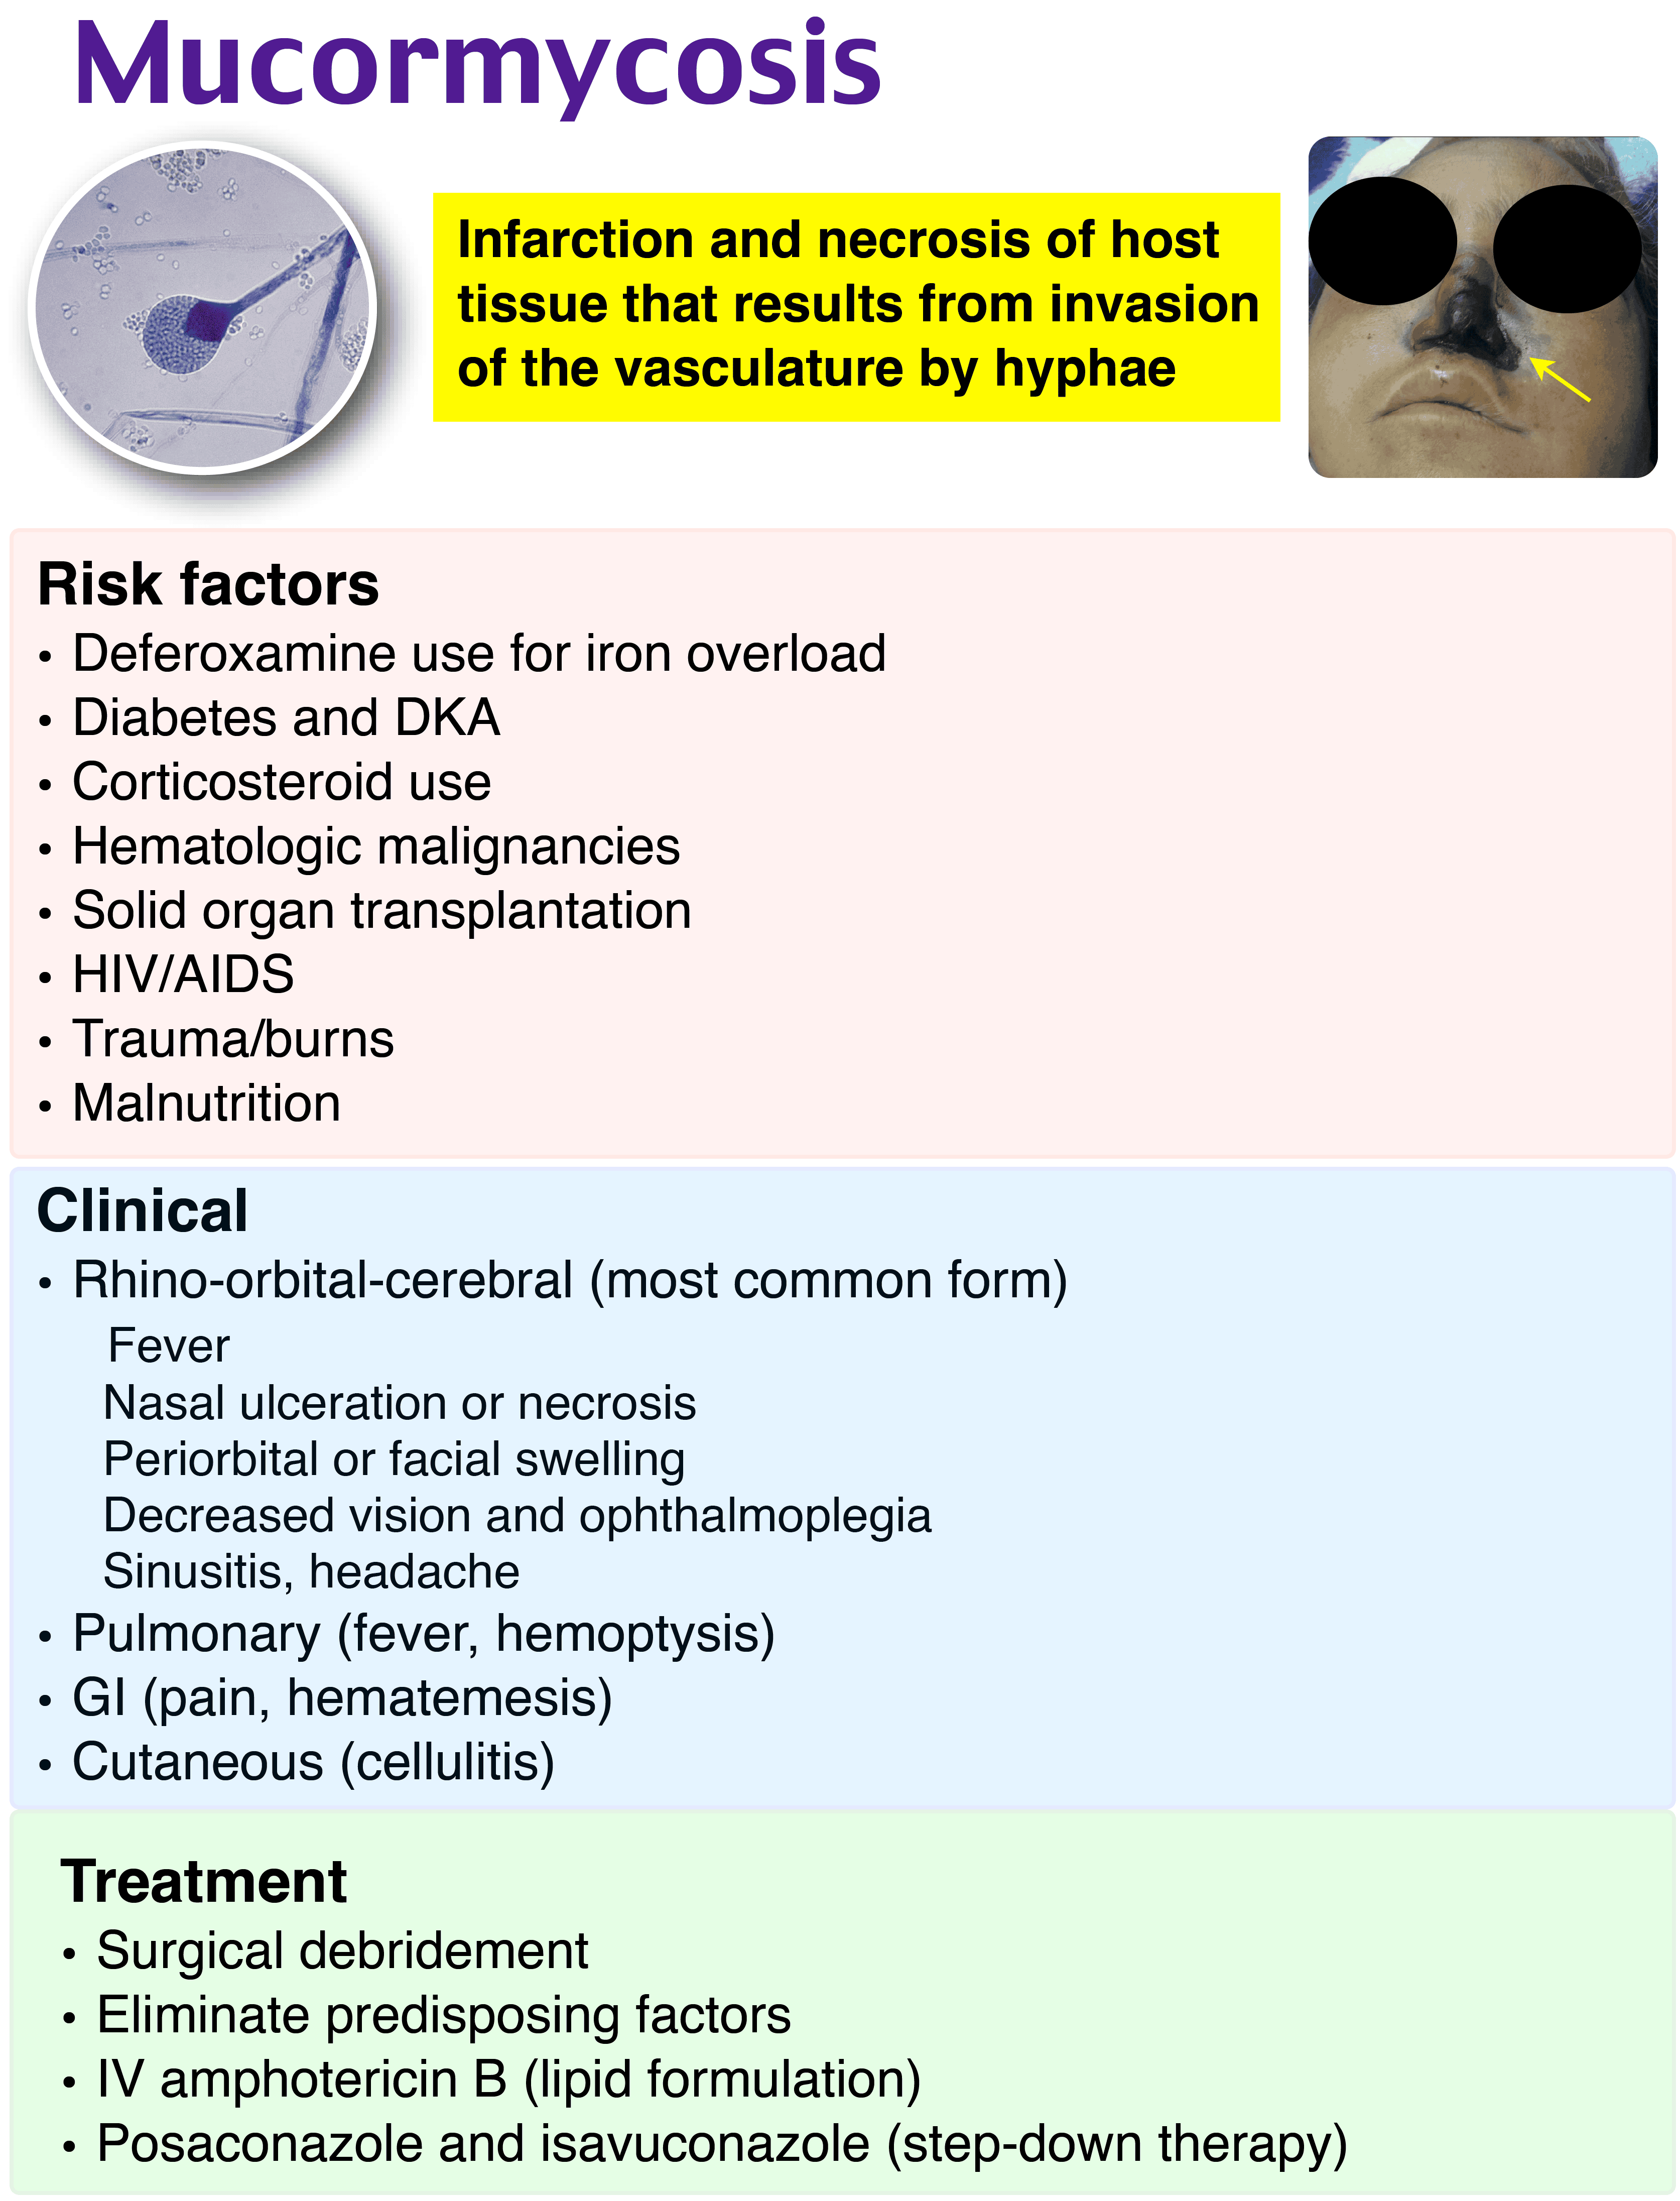 Mucormycosis
Infarction and necrosis of host
tissue that results from invasion
of the vasculature by hyphae
Risk factors
• Deferoxamine use for iron overload
• Diabetes and DKA
• Corticosteroid use
• Hematologic malignancies
• Solid organ transplantation
• HIV/AIDS
• Trauma/burns
• Malnutrition
Clinical
• Rhino-orbital-cerebral (most common form)
Fever
Nasal ulceration or necrosis
Periorbital or facial swelling
Decreased vision and ophthalmoplegia
Sinusitis, headache
• Pulmonary (fever, hemoptysis)
• GI (pain, hematemesis)
• Cutaneous (cellulitis)
Treatment
• Surgical debridement
• Eliminate predisposing factors
• IV amphotericin B (lipid formulation)
• Posaconazole and isavuconazole (step-down therapy)